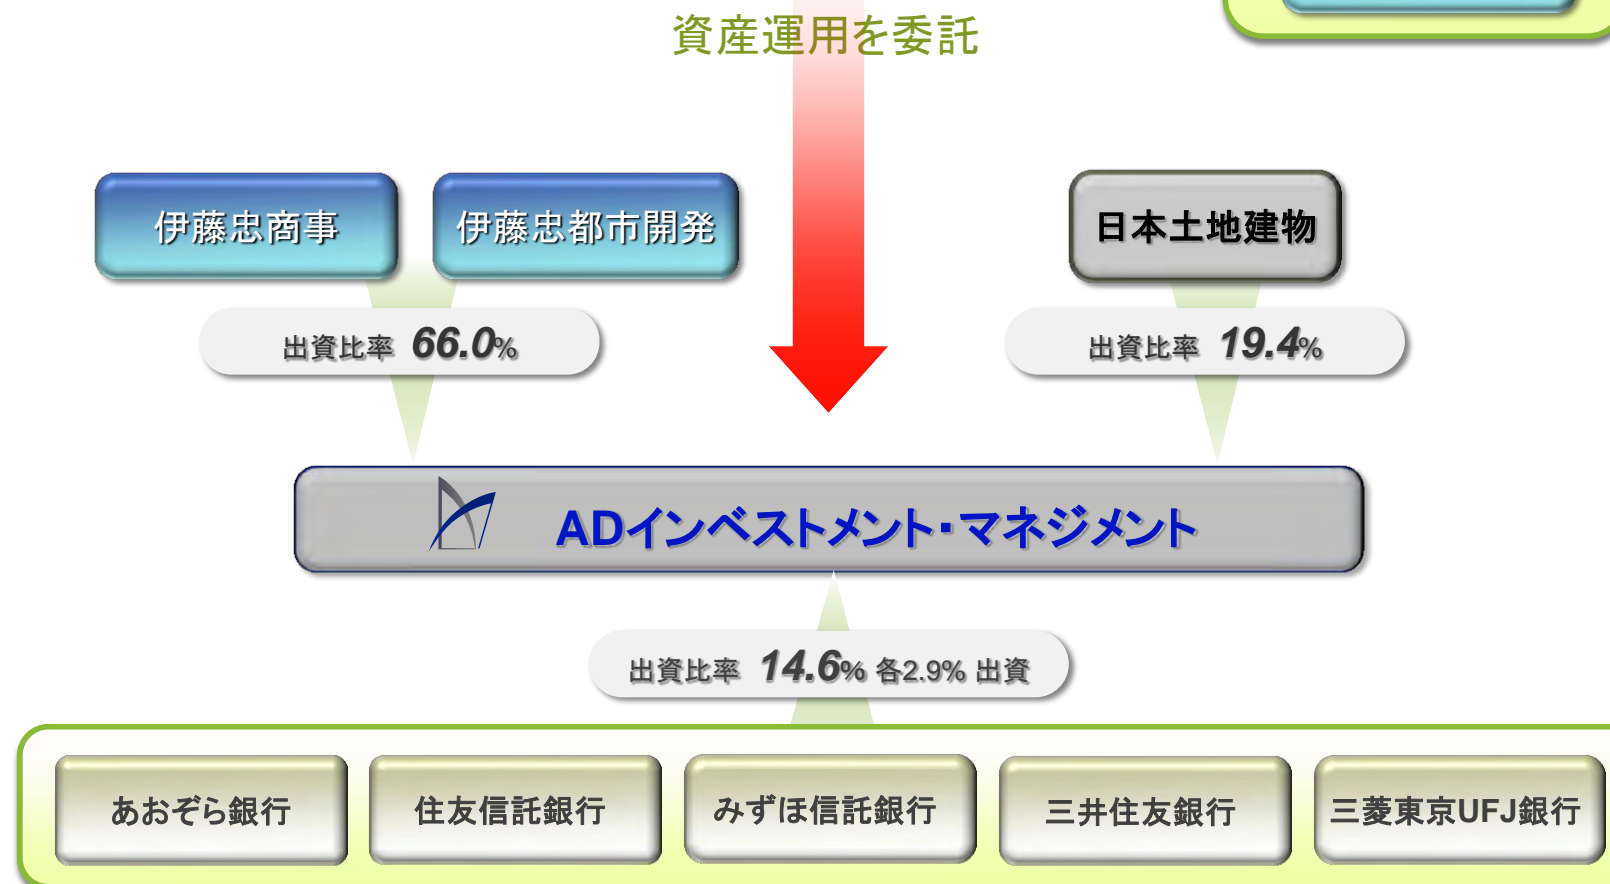 資産運用を委託
伊藤忠商事
伊藤忠都市開発
日本土地建物
出資比率 66.0%
出資比率 19.4%
ADインベストメント・マネジメント
出資比率 14.6% 各2.9% 出資
あおぞら銀行
住友信託銀行
みずほ信託銀行
三井住友銀行
三菱東京UFJ銀行